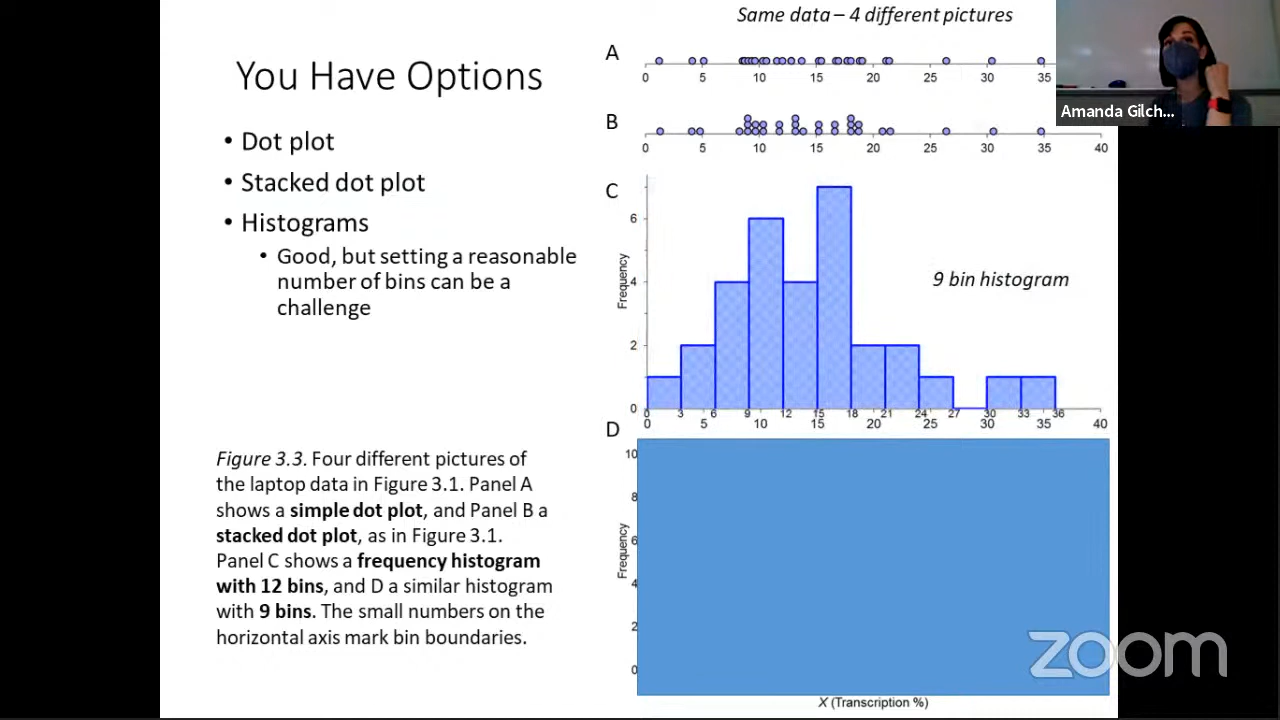 Same data – 4 different pictures
You Have Options
• Dot plot
• Stacked dot plot
• Histograms
• Good, but setting a reasonable
number of bins can be a
challenge
Figure 3.3. Four different pictures of
the laptop data in Figure 3.1. Panel A
shows a simple dot plot, and Panel B a
stacked dot plot, as in Figure 3.1.
Panel C shows a frequency histogram
with 12 bins, and D a similar histogram
with 9 bins. The small numbers on the
horizontal axis mark bin boundaries.
A
0 5 10 15 20 25 30 35
B
0 5 10 15 20 25 30 35 40
C
Frequency
6
4
2
0
9 bin histogram
0 3 6 9 12 15 18 21 24 27 30 33 36
5 10 15 20 25 30 35 40
D
Frequency
10
8
6
4
2
0
X (Transcription %)
Amanda Gilch...
zoom